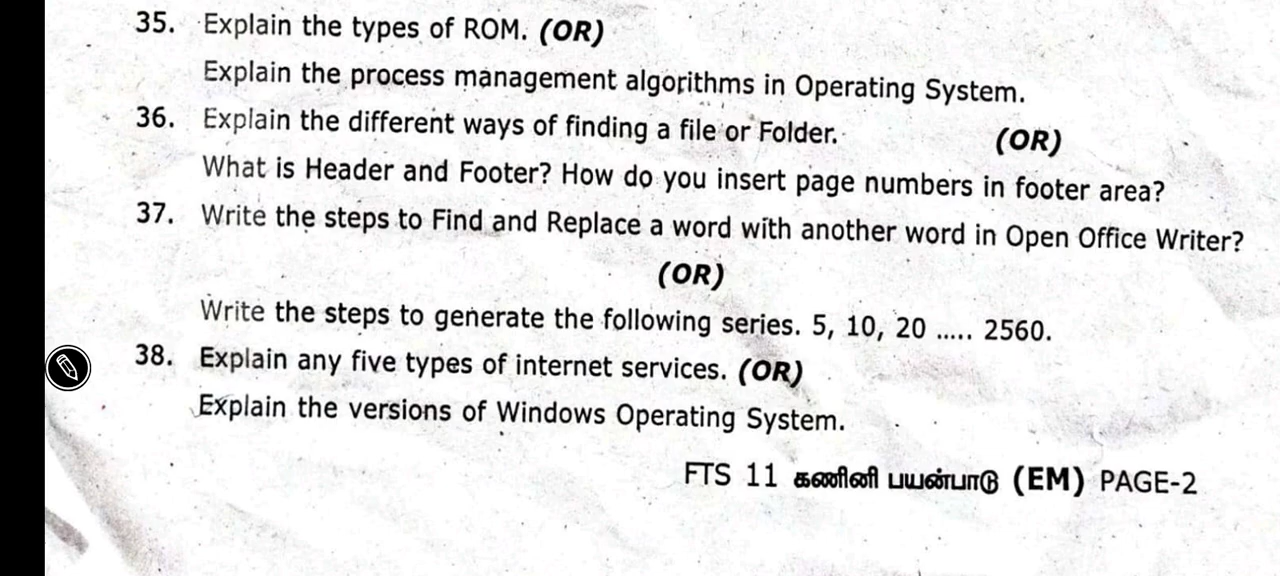 35. Explain the types of ROM. (OR)
Explain the process management algorithms in Operating System.
36. Explain the different ways of finding a file or Folder. (OR)
What is Header and Footer? How do you insert page numbers in footer area?
37. Write the steps to Find and Replace a word with another word in Open Office Writer?
(OR)
Write the steps to generate the following series. 5, 10, 20 ..... 2560.
38. Explain any five types of internet services. (OR)
Explain the versions of Windows Operating System.
FTS 11 கணினி பயன்பாடு (EM) PAGE-2